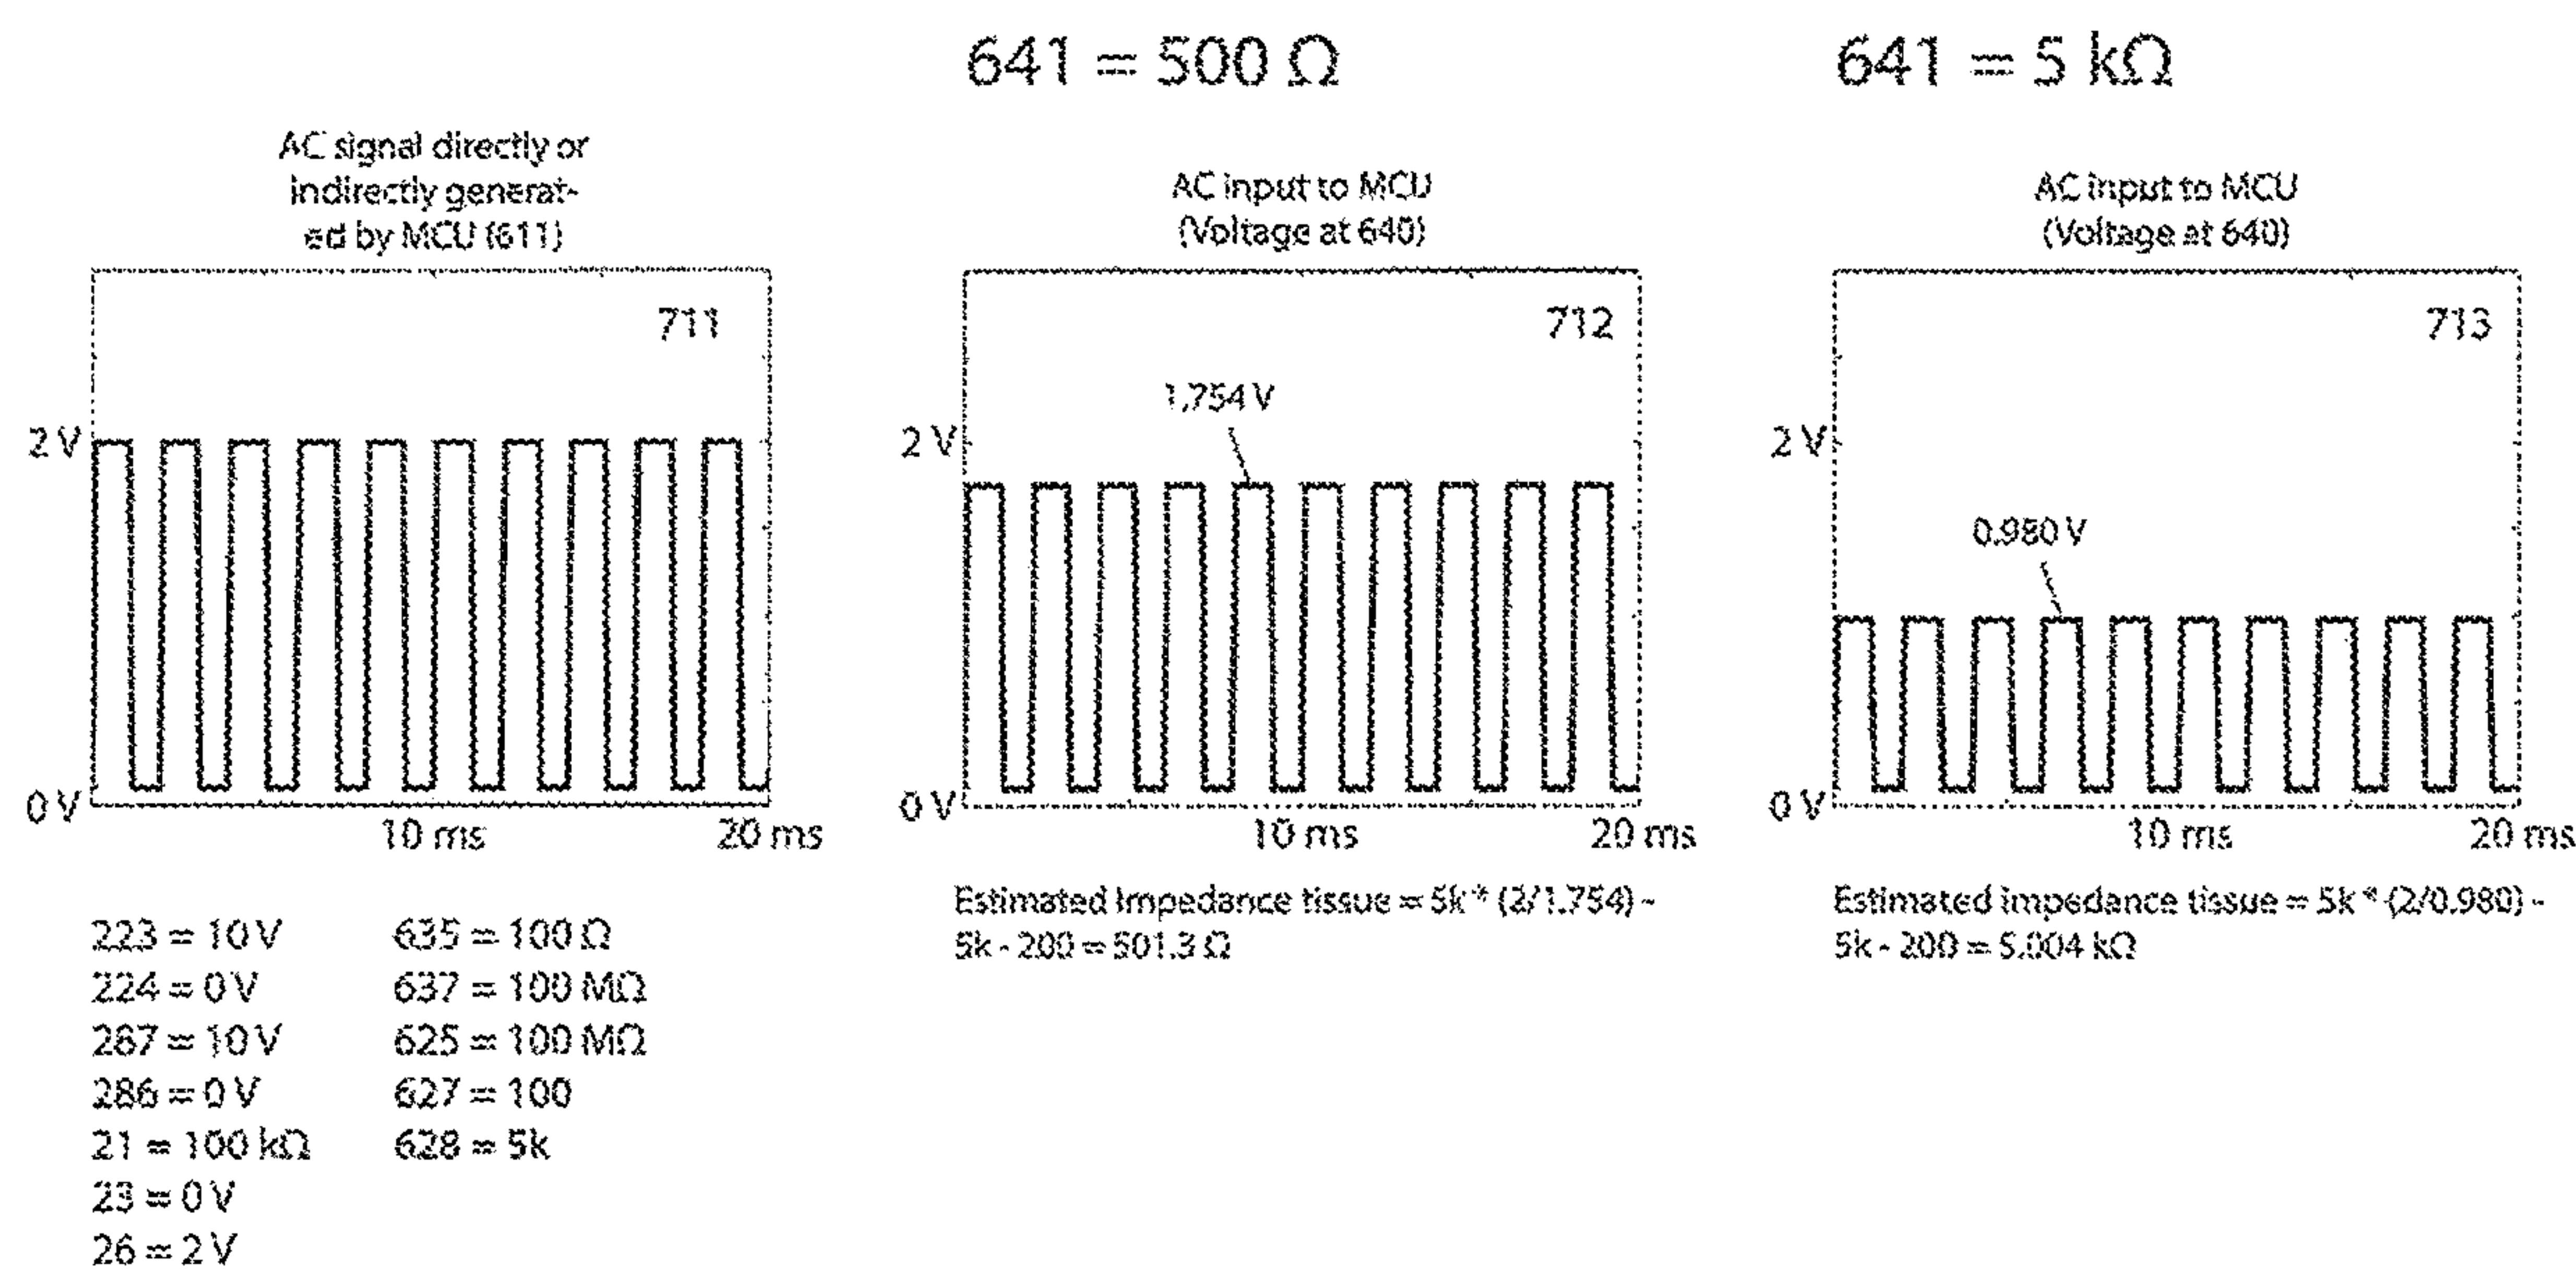 641 = 500 Ω
641 = 5 kΩ
AC signal directly or
indirectly generat-
ed by MCU (611)
AC input to MCU
(Voltage at 640)
AC input to MCU
(Voltage at 640)
711
2 V
0 V
10 ms
20 ms
712
1.754 V
2 V
0 V
10 ms
20 ms
713
0.980 V
2 V
0 V
10 ms
20 ms
Estimated impedance tissue = 5k * (2/1.754) -
5k - 200 = 501.3 Ω
Estimated impedance tissue = 5k * (2/0.980) -
5k - 200 = 5.004 kΩ
223 = 10 V
224 = 0 V
287 = 10 V
286 = 0 V
21 = 100 kΩ
23 = 0 V
26 = 2 V
635 = 100 Ω
637 = 100 MΩ
625 = 100 MΩ
627 = 100
628 = 5k